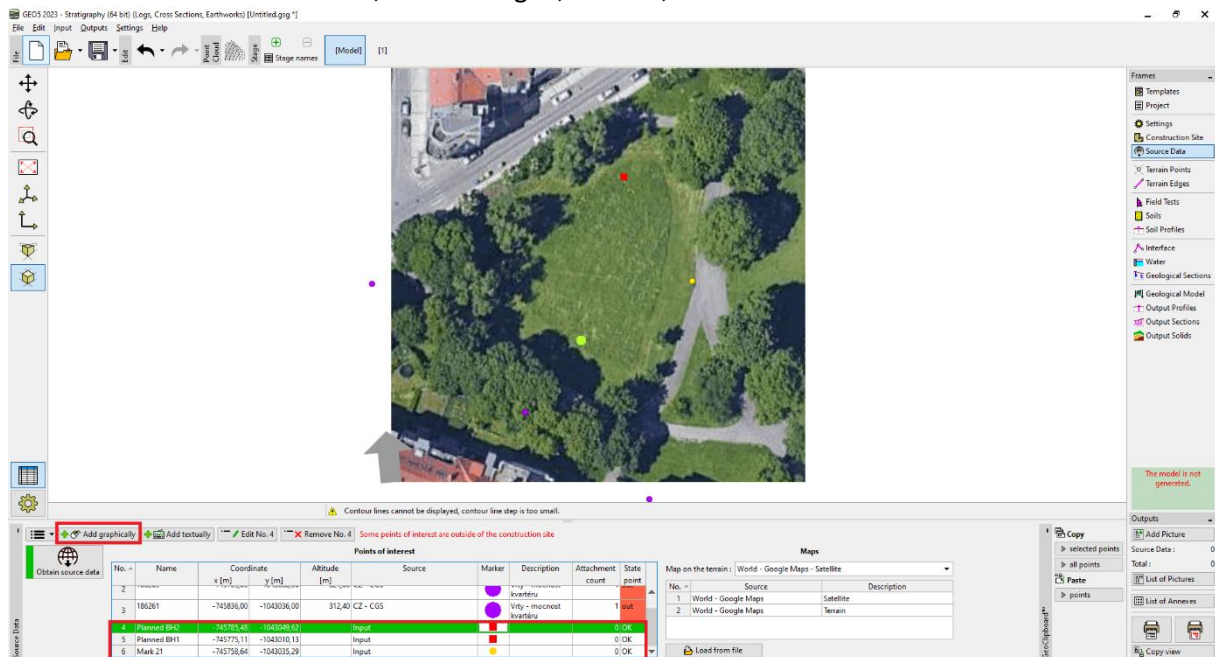 GEO5 2023 - Stratigraphy (64 bit) (Logs, Cross Sections, Earthworks) [Untitled.gsg *]
File Edit Input Outputs Settings Help
File
Edit
Point Cloud
Stage
Stage names
[Model] [1]
Frames
Templates
Project
Settings
Construction Site
Source Data
Terrain Points
Terrain Edges
Field Tests
Soils
Soil Profiles
Interface
Water
Geological Sections
Geological Model
Output Profiles
Output Sections
Output Solids
The model is not generated.
Contour lines cannot be displayed, contour line step is too small.
Add graphically Add textually Edit No. 4 Remove No. 4 Some points of interest are outside of the construction site
Obtain source data
Points of interest
No. Name Coordinate Altitude Source Marker Description Attachment State
x [m] y [m] [m] count point
2 kvartéru
3 186261 -745836,00 -1043036,00 312,40 CZ - CGS Vrty - mocnost kvartéru 1 out
4 Planned BH2 -745785,48 -1043049,62 Input 0 OK
5 Planned BH1 -745775,11 -1043010,13 Input 0 OK
6 Mark 21 -745758,64 -1043035,29 Input 0 OK
Maps
Map on the terrain : World - Google Maps - Satellite
No. Source Description
1 World - Google Maps Satellite
2 World - Google Maps Terrain
Load from file
Source Data
GeoClipboard™
Copy
selected points
all points
Paste
points
Outputs
Add Picture
Source Data : 0
Total : 0
List of Pictures
List of Annexes
Copy view